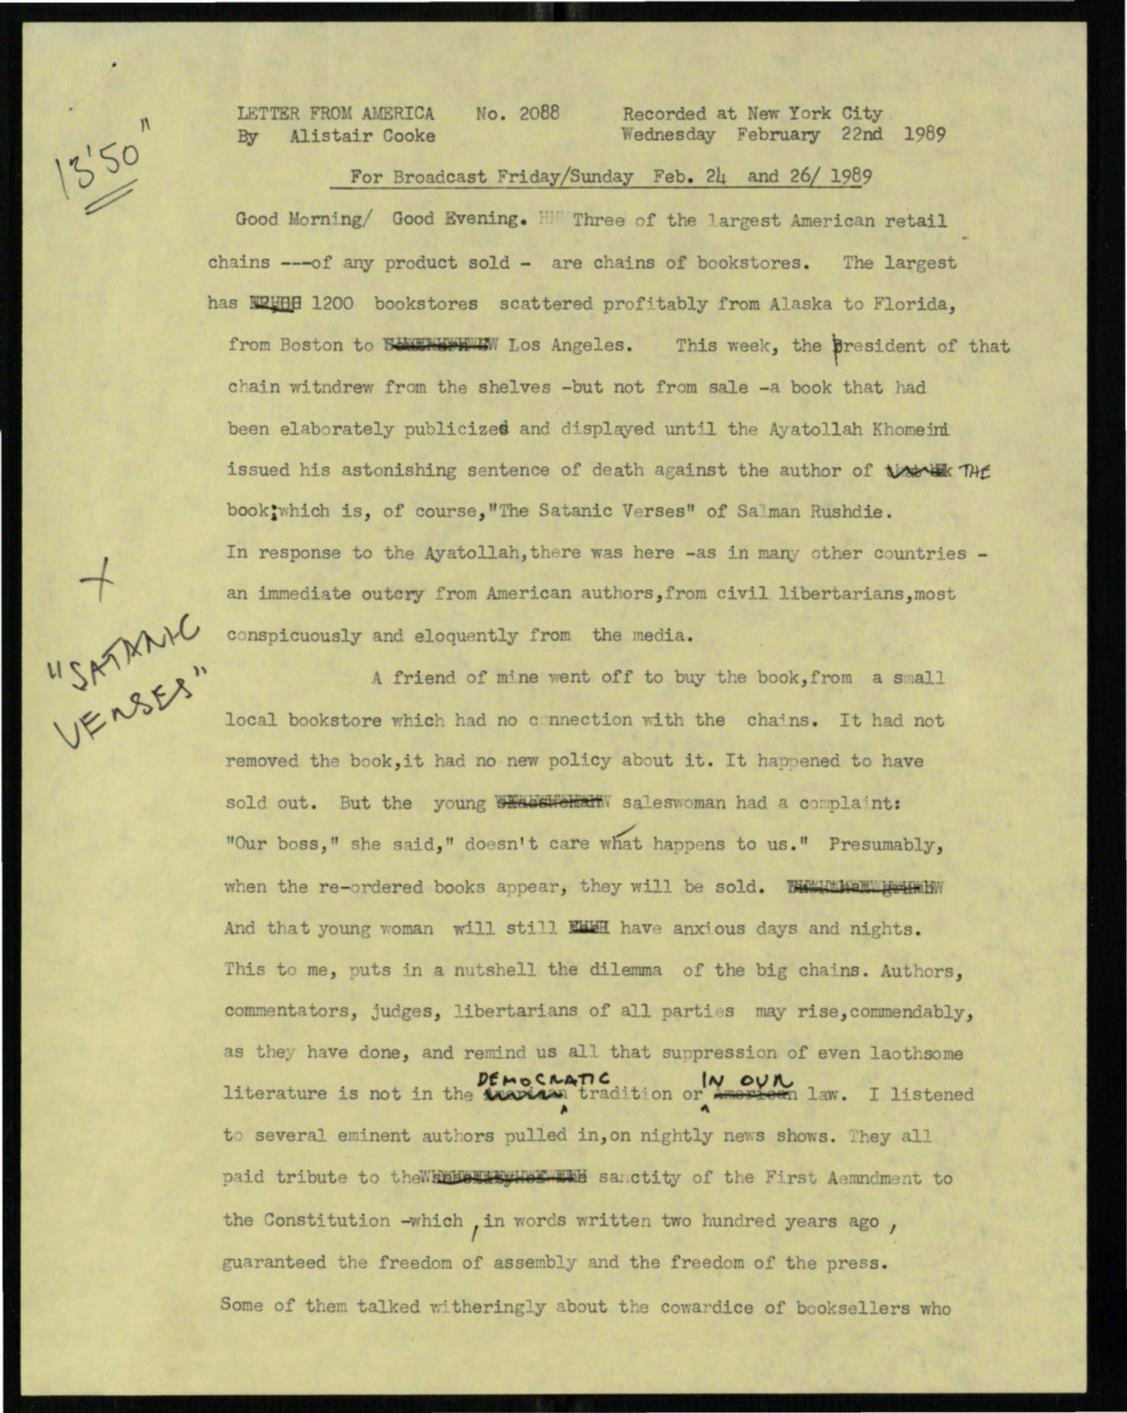 LETTER FROM AMERICA No. 2088 Recorded at New York City
By Alistair Cooke Wednesday February 22nd 1989
13'50"
For Broadcast Friday/Sunday Feb. 24 and 26/ 1989
Good Morning/ Good Evening. Three of the largest American retail
chains ---of any product sold - are chains of bookstores. The largest
has 1200 bookstores scattered profitably from Alaska to Florida,
from Boston to Los Angeles. This week, the president of that
chain witndrew from the shelves -but not from sale -a book that had
been elaborately publicized and displayed until the Ayatollah Khomeini
issued his astonishing sentence of death against the author of THE
book;which is, of course,"The Satanic Verses" of Salman Rushdie.
In response to the Ayatollah,there was here -as in many other countries -
an immediate outcry from American authors,from civil libertarians,most
conspicuously and eloquently from the media.
X
"SATANIC
VERSES"
A friend of mine went off to buy the book,from a small
local bookstore which had no connection with the chains. It had not
removed the book,it had no new policy about it. It happened to have
sold out. But the young saleswoman had a complaint:
"Our boss," she said," doesn't care what happens to us." Presumably,
when the re-ordered books appear, they will be sold.
And that young woman will still have anxious days and nights.
This to me, puts in a nutshell the dilemma of the big chains. Authors,
commentators, judges, libertarians of all parties may rise,commendably,
as they have done, and remind us all that suppression of even laothsome
literature is not in the DEMOCRATIC tradition or IN OUR American law. I listened
to several eminent authors pulled in,on nightly news shows. They all
paid tribute to the sanctity of the First Aemndment to
the Constitution -which, in words written two hundred years ago,
guaranteed the freedom of assembly and the freedom of the press.
Some of them talked witheringly about the cowardice of booksellers who